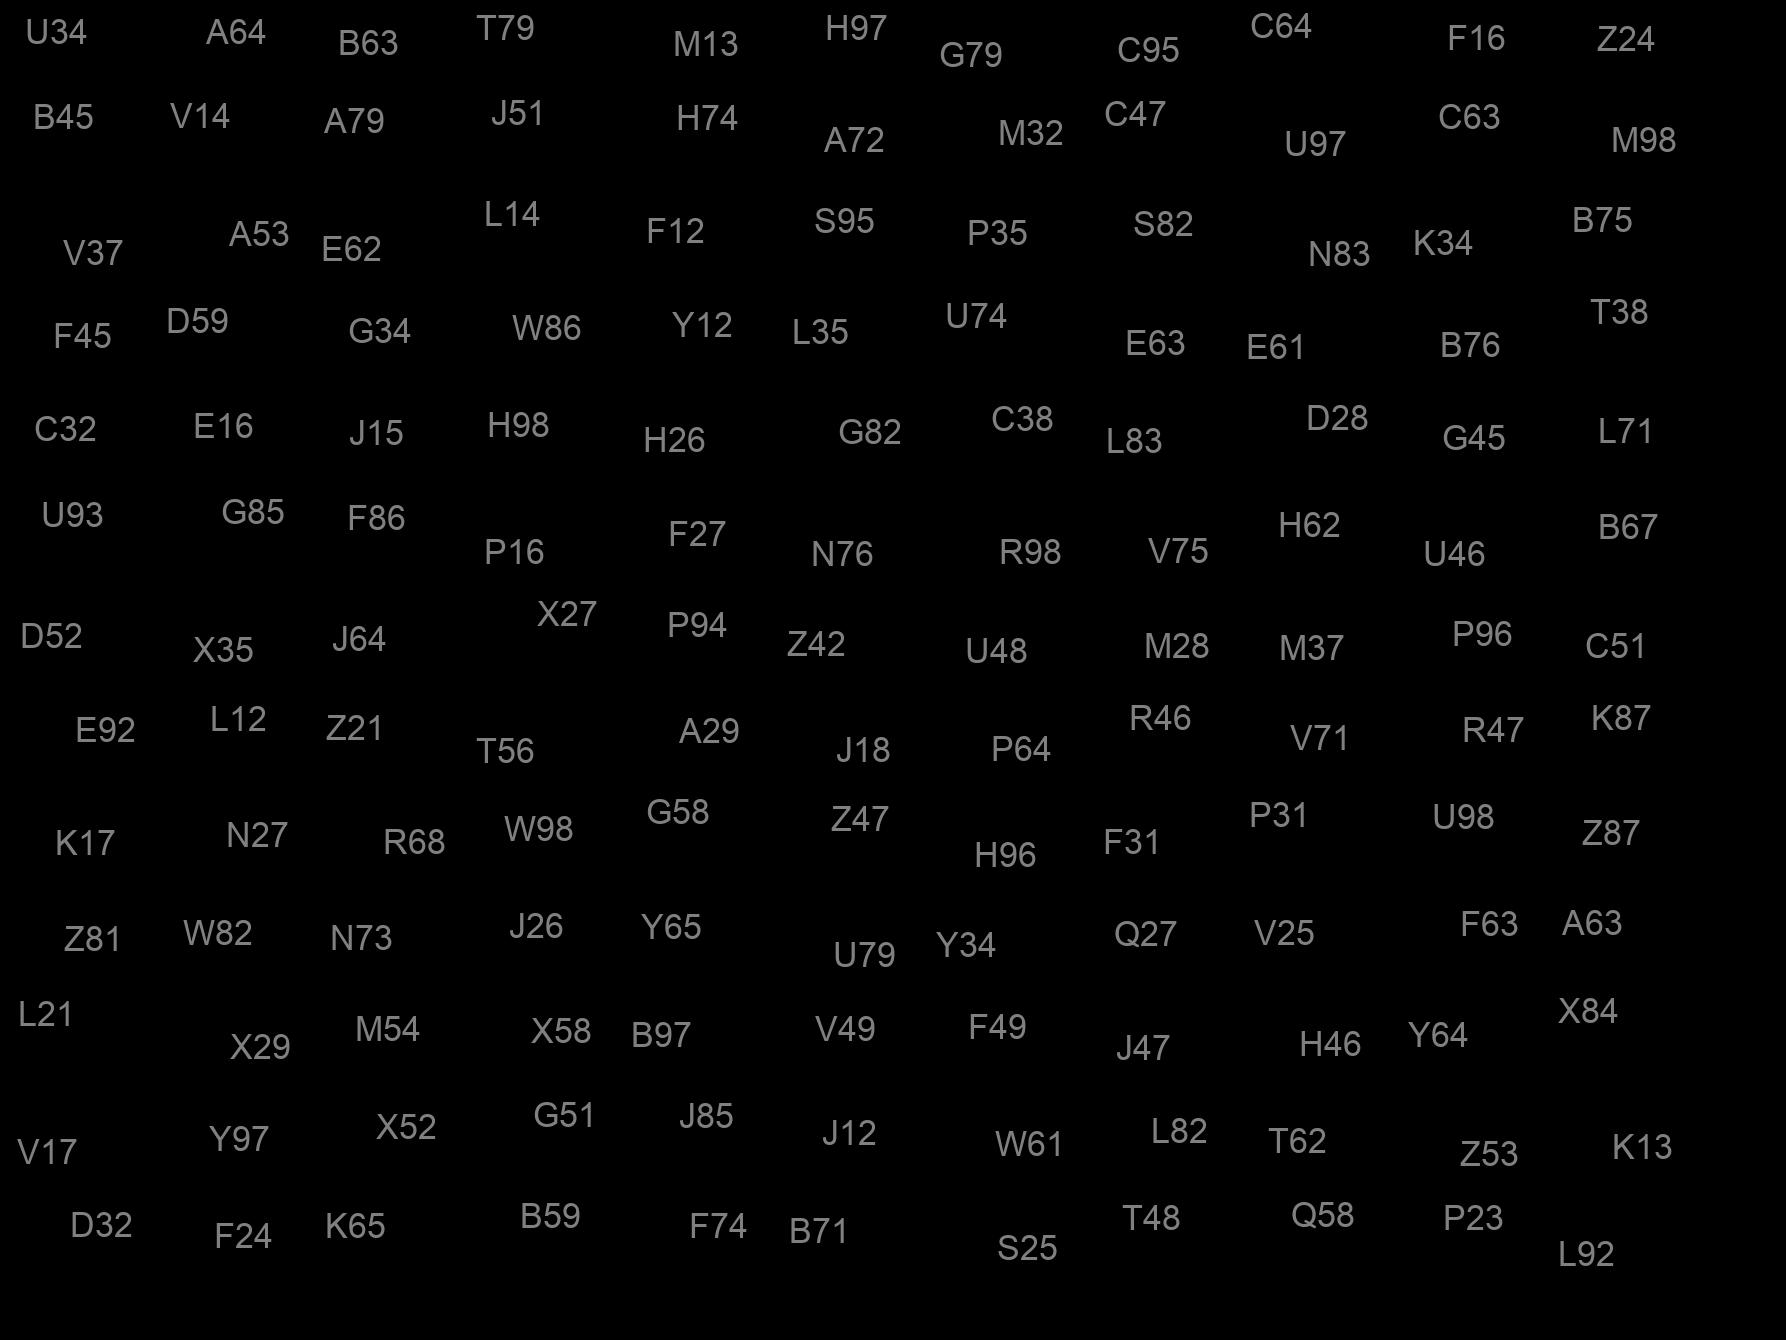 U34 A64 B63 T79 M13 H97 G79 C95 C64 F16 Z24
B45 V14 A79 J51 H74 A72 M32 C47 U97 C63 M98
V37 A53 E62 L14 F12 S95 P35 S82 N83 K34 B75
F45 D59 G34 W86 Y12 L35 U74 E63 E61 B76 T38
C32 E16 J15 H98 H26 G82 C38 L83 D28 G45 L71
U93 G85 F86 P16 F27 N76 R98 V75 H62 U46 B67
D52 X35 J64 X27 P94 Z42 U48 M28 M37 P96 C51
E92 L12 Z21 T56 A29 J18 P64 R46 V71 R47 K87
K17 N27 R68 W98 G58 Z47 H96 F31 P31 U98 Z87
Z81 W82 N73 J26 Y65 U79 Y34 Q27 V25 F63 A63
L21 X29 M54 X58 B97 V49 F49 J47 H46 Y64 X84
V17 Y97 X52 G51 J85 J12 W61 L82 T62 Z53 K13
D32 F24 K65 B59 F74 B71 S25 T48 Q58 P23 L92